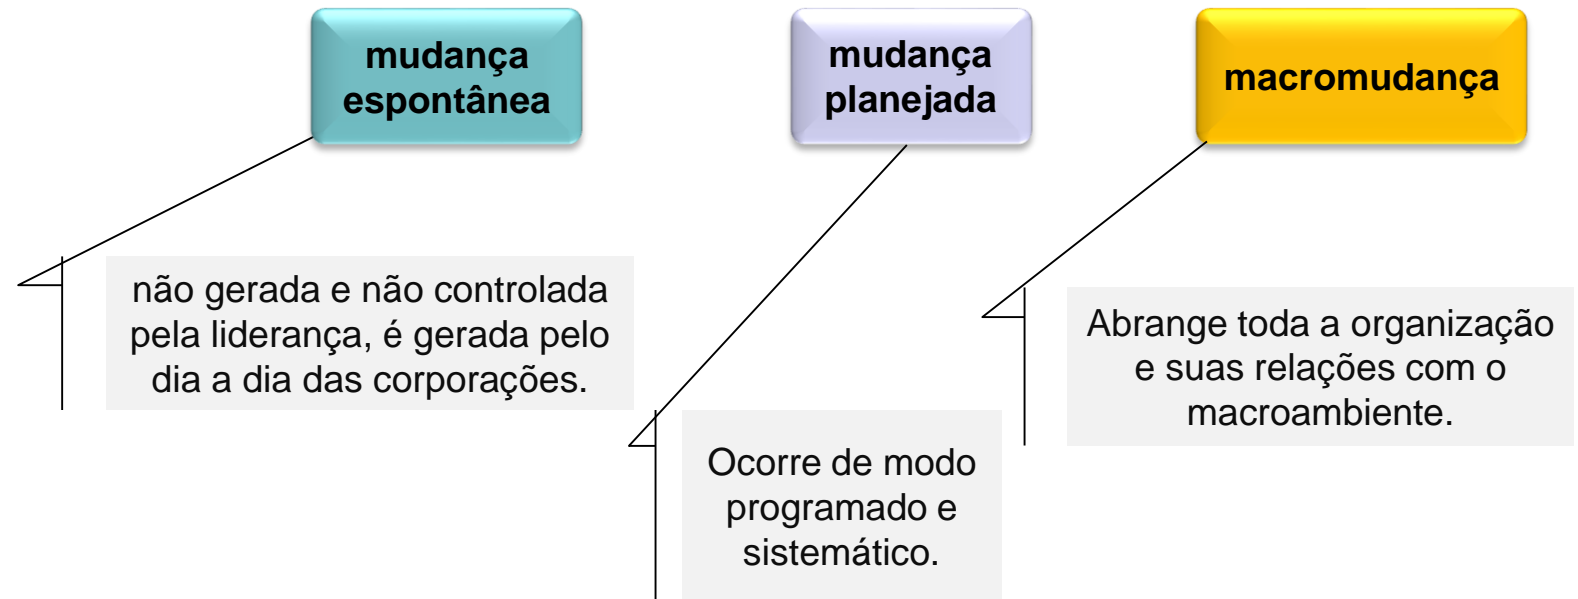 mudança
espontânea
mudança
planejada
macromudança
não gerada e não controlada
pela liderança, é gerada pelo
dia a dia das corporações.
Ocorre de modo
programado e
sistemático.
Abrange toda a organização
e suas relações com o
macroambiente.